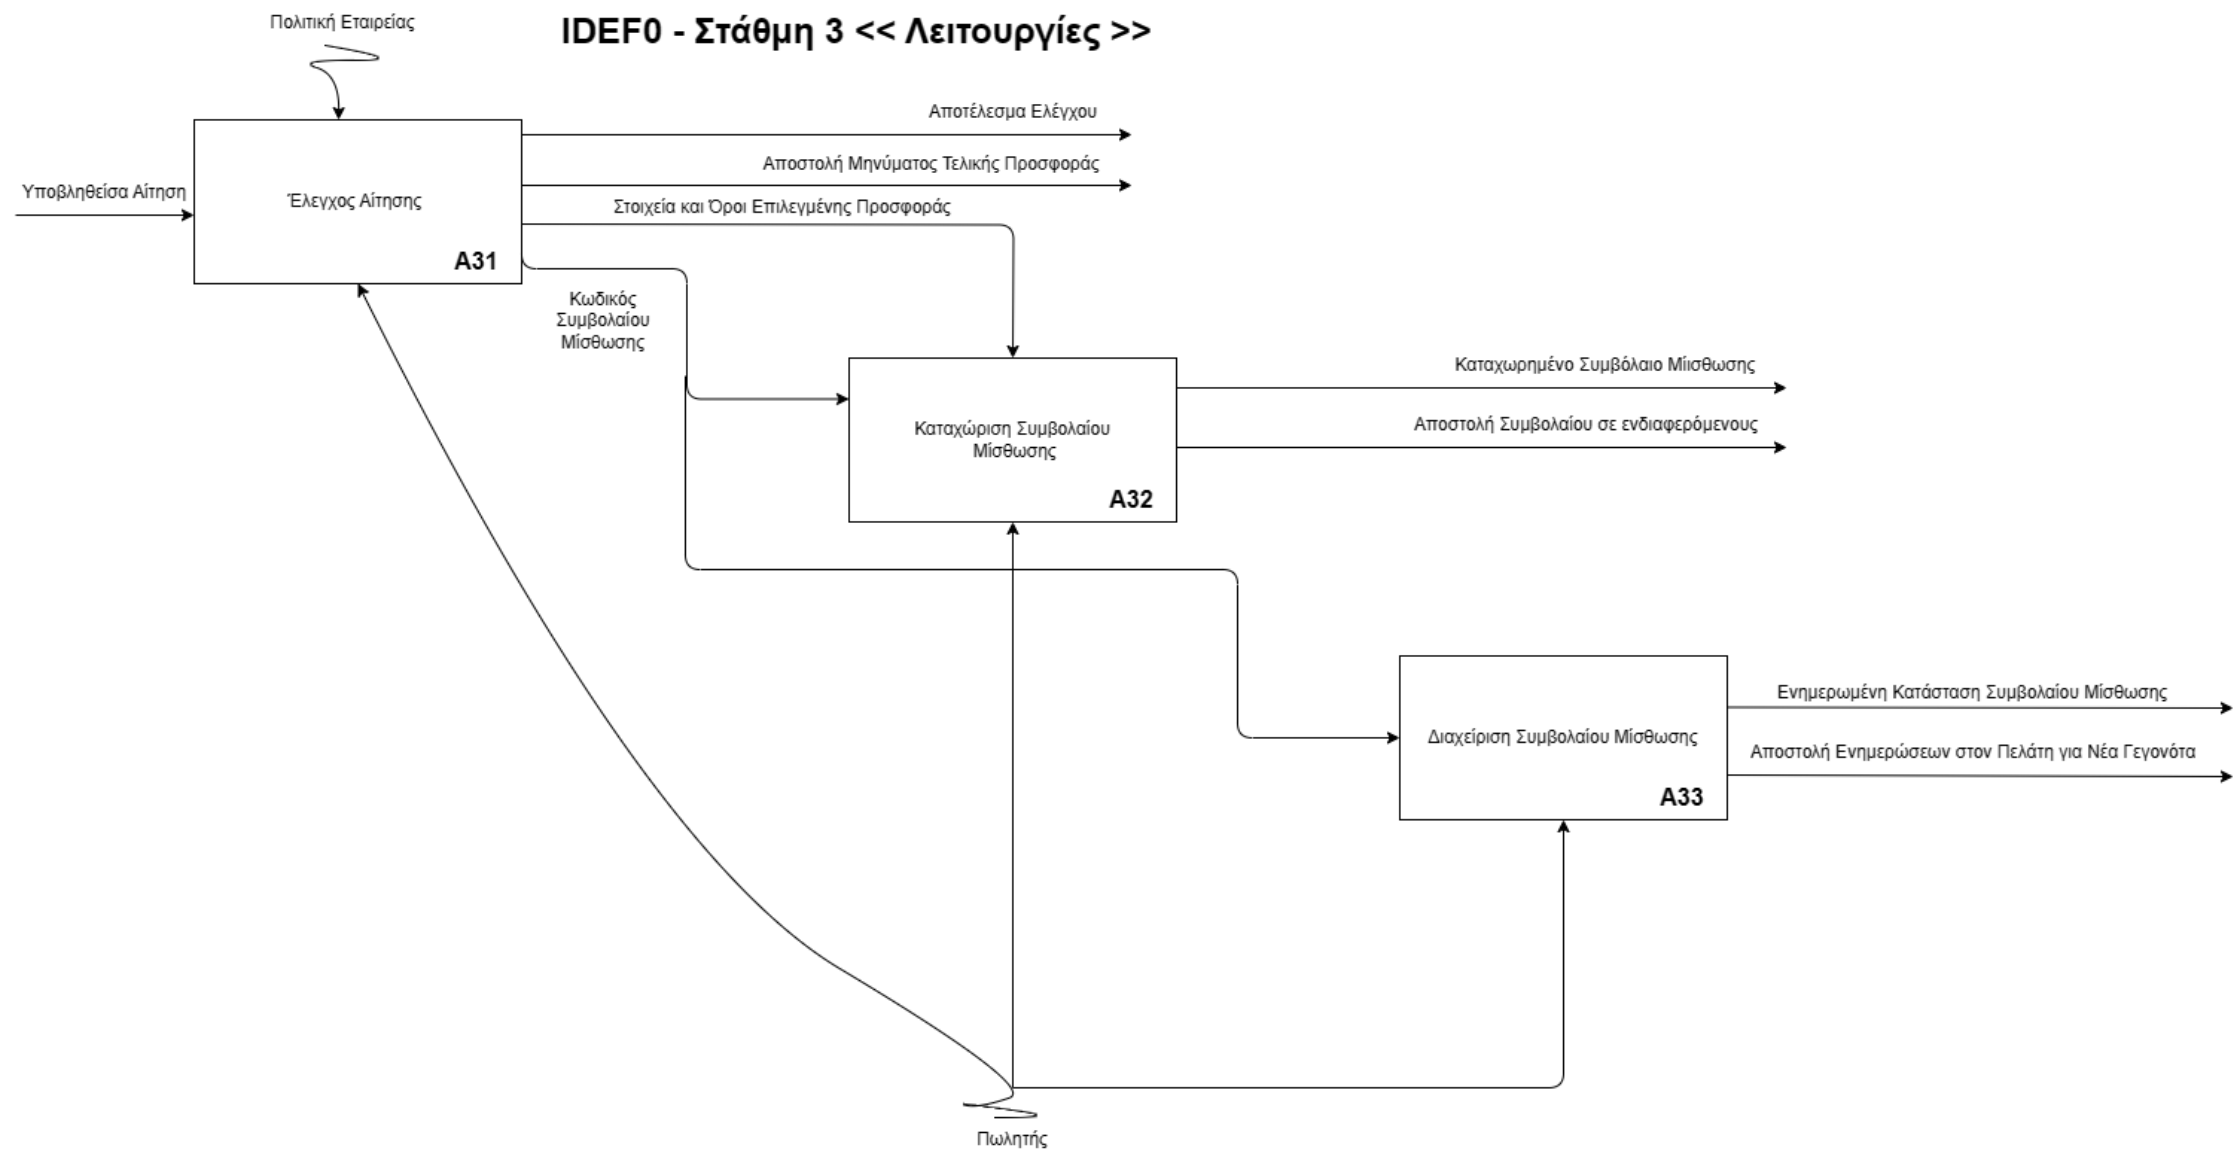 Πολιτική Εταιρείας
IDEF0 - Στάθμη 3 << Λειτουργίες >>
Αποτέλεσμα Ελέγχου
Αποστολή Μηνύματος Τελικής Προσφοράς
Υποβληθείσα Αίτηση
Έλεγχος Αίτησης
Στοιχεία και Όροι Επιλεγμένης Προσφοράς
A31
Κωδικός
Συμβολαίου
Μίσθωσης
Καταχωρημένο Συμβόλαιο Μιισθωσης
Αποστολή Συμβολαίου σε ενδιαφερόμενους
Καταχώριση Συμβολαίου
Μίσθωσης
A32
Ενημερωμένη Κατάσταση Συμβολαίου Μίσθωσης
Διαχείριση Συμβολαίου Μίσθωσης
Αποστολή Ενημερώσεων στον Πελάτη για Νέα Γεγονότα
A33
Πωλητής